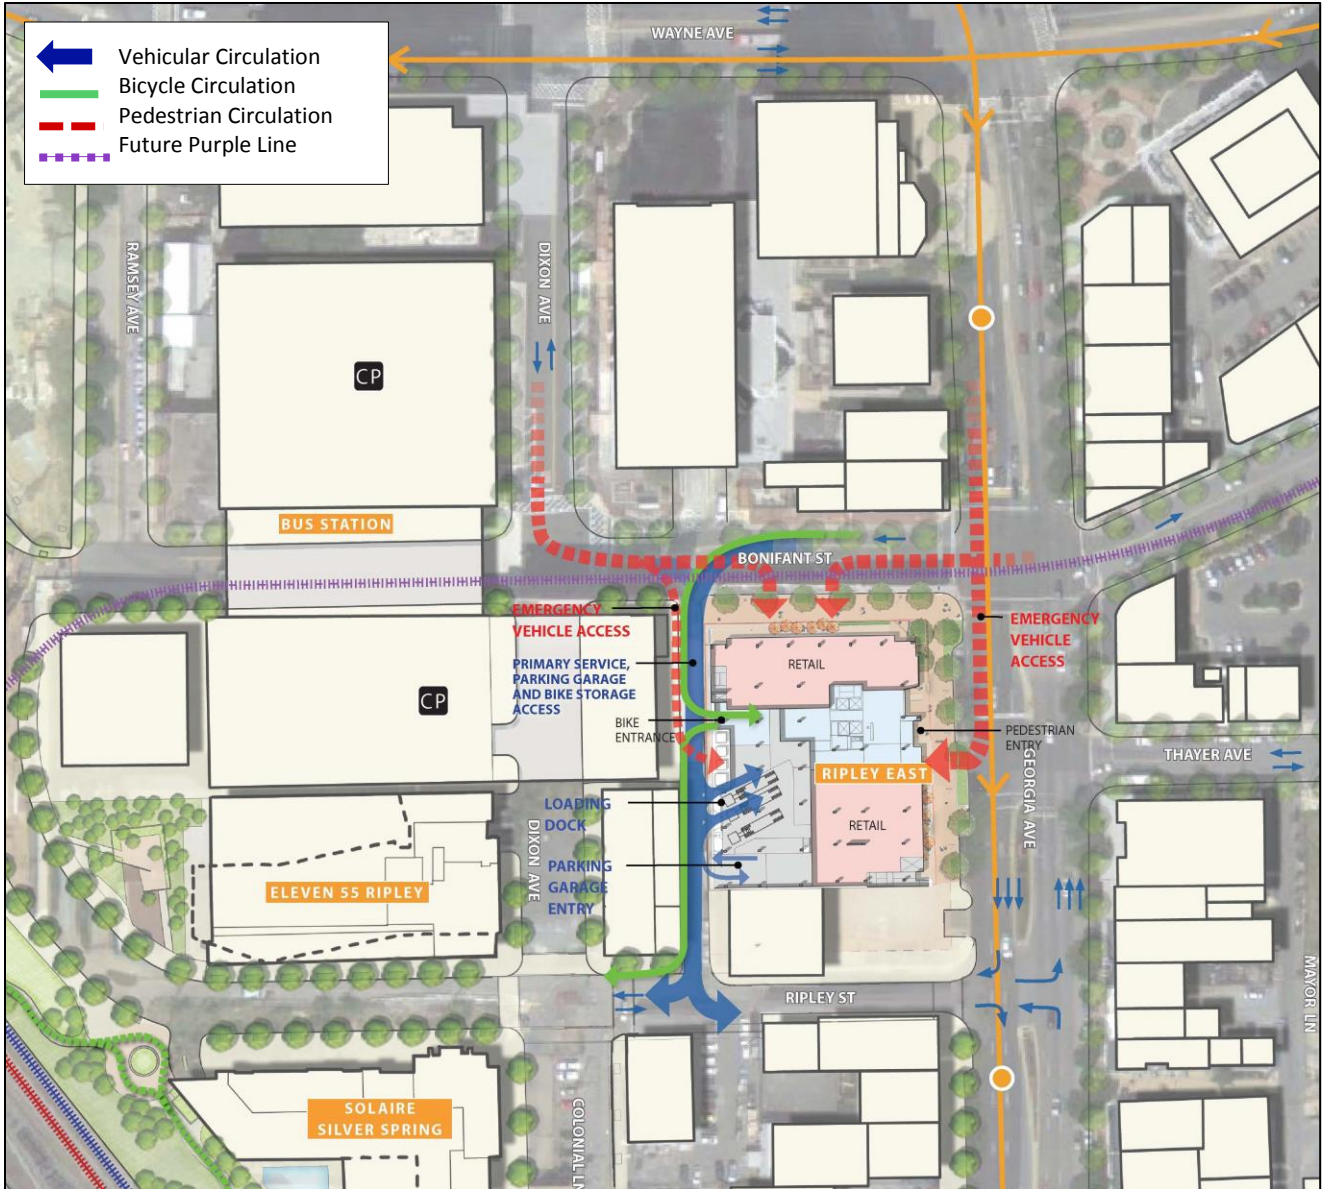 WAYNE AVE
Vehicular Circulation
Bicycle Circulation
Pedestrian Circulation
Future Purple Line
RAMSEY AVE
DIXON AVE
CP
BUS STATION
BONIFANT ST
EMERGENCY
VEHICLE ACCESS
EMERGENCY
VEHICLE
ACCESS
PRIMARY SERVICE,
PARKING GARAGE
AND BIKE STORAGE
ACCESS
RETAIL
CP
BIKE
ENTRANCE
PEDESTRIAN
ENTRY
THAYER AVE
GEORGIA AVE
RIPLEY EAST
LOADING
DOCK
RETAIL
DIXON AVE
PARKING
GARAGE
ENTRY
ELEVEN 55 RIPLEY
RIPLEY ST
MAYOR LN
SOLAIRE
SILVER SPRING
COLONIAL LN